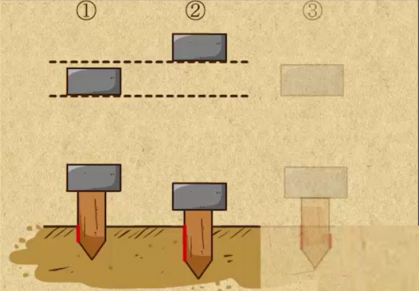 ① ② ③